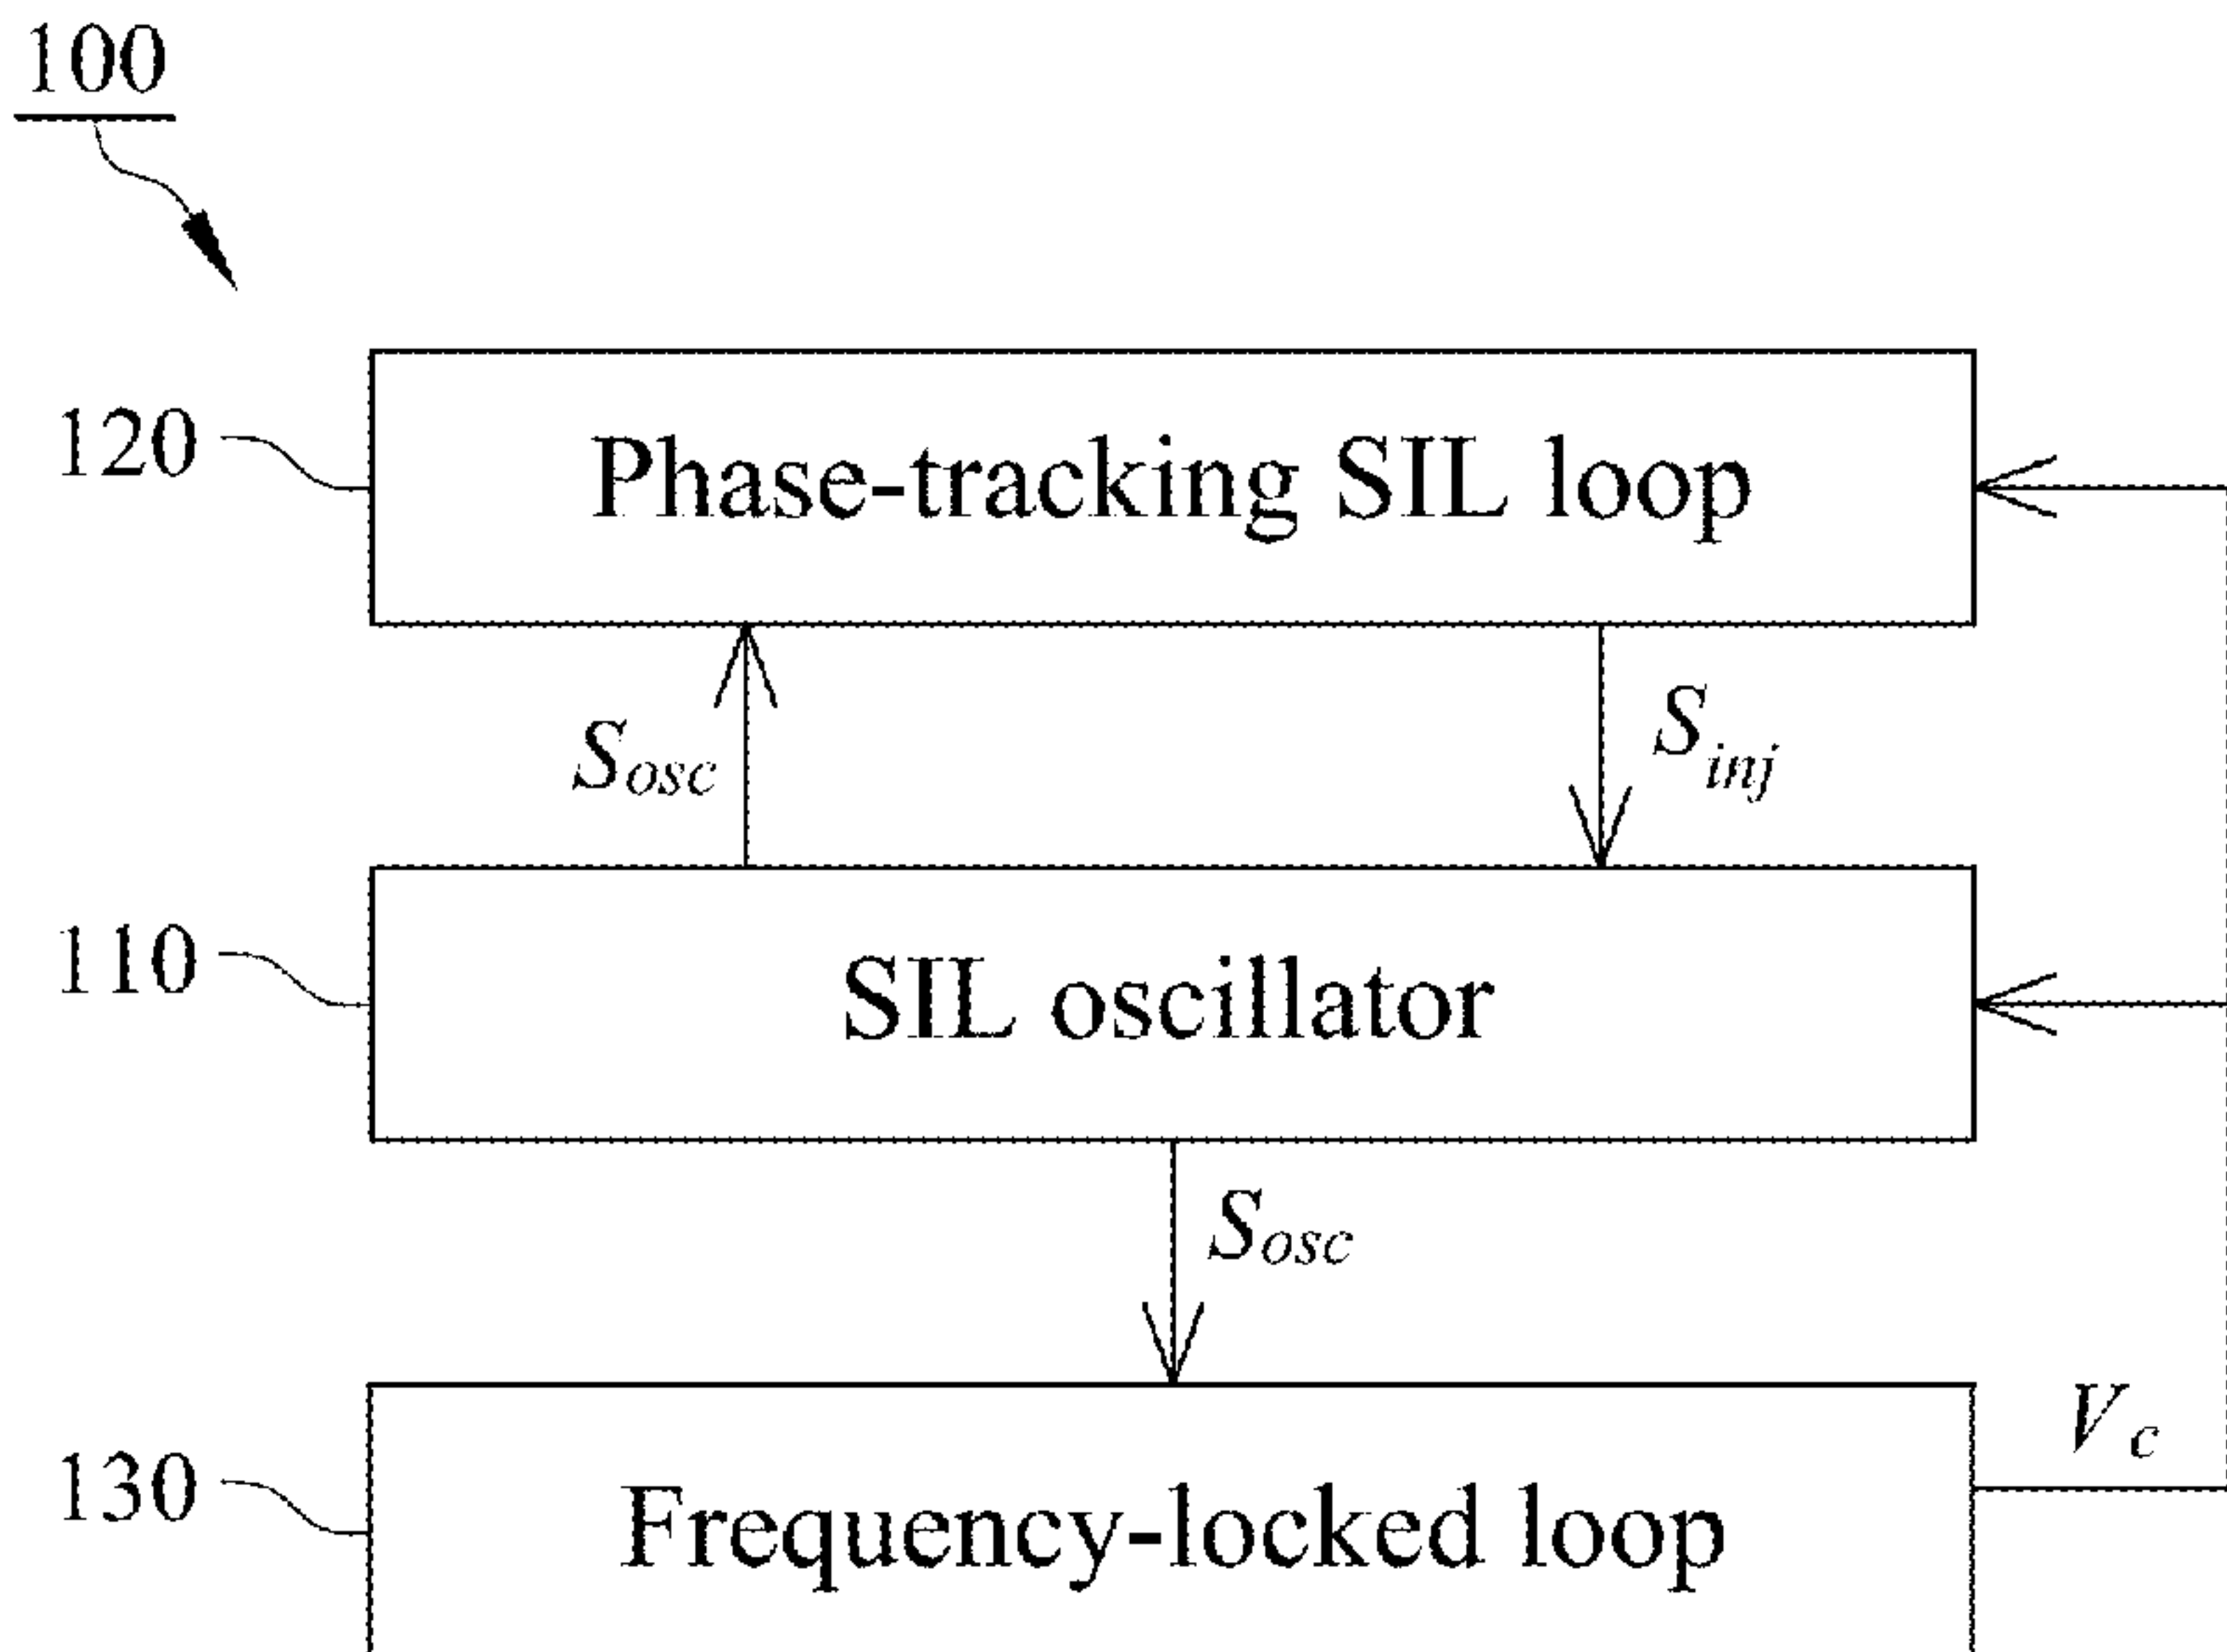 100
120
Phase-tracking SIL loop
Sosc
Sinj
110
SIL oscillator
Sosc
Vc
130
Frequency-locked loop